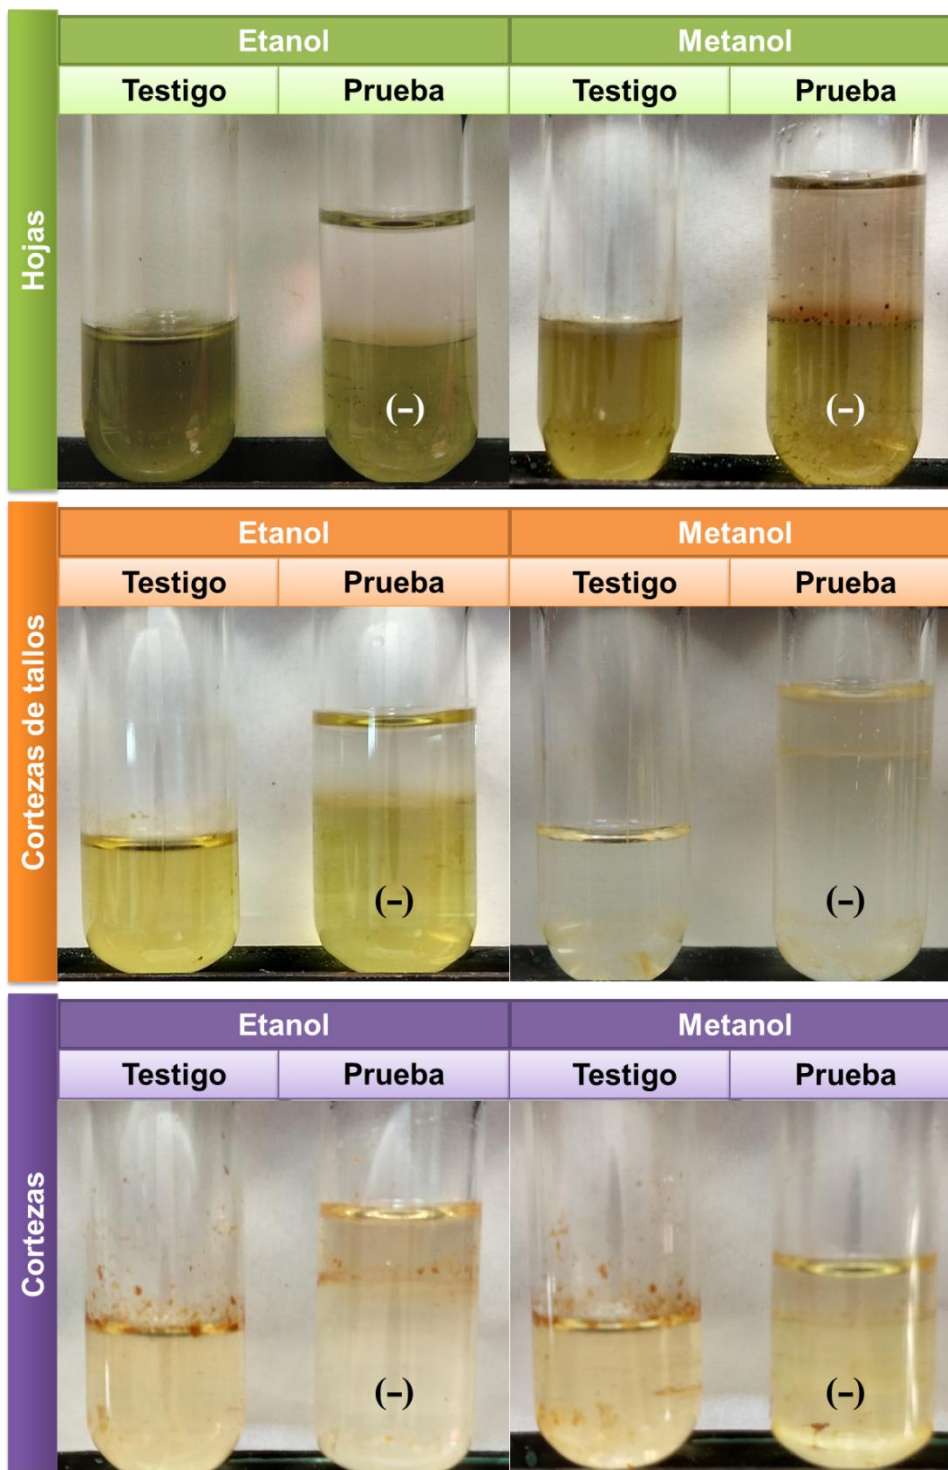 Hojas
Etanol Metanol
Testigo Prueba Testigo Prueba
(-) (-)
Cortezas de tallos
Etanol Metanol
Testigo Prueba Testigo Prueba
(-) (-)
Cortezas
Etanol Metanol
Testigo Prueba Testigo Prueba
(-) (-)